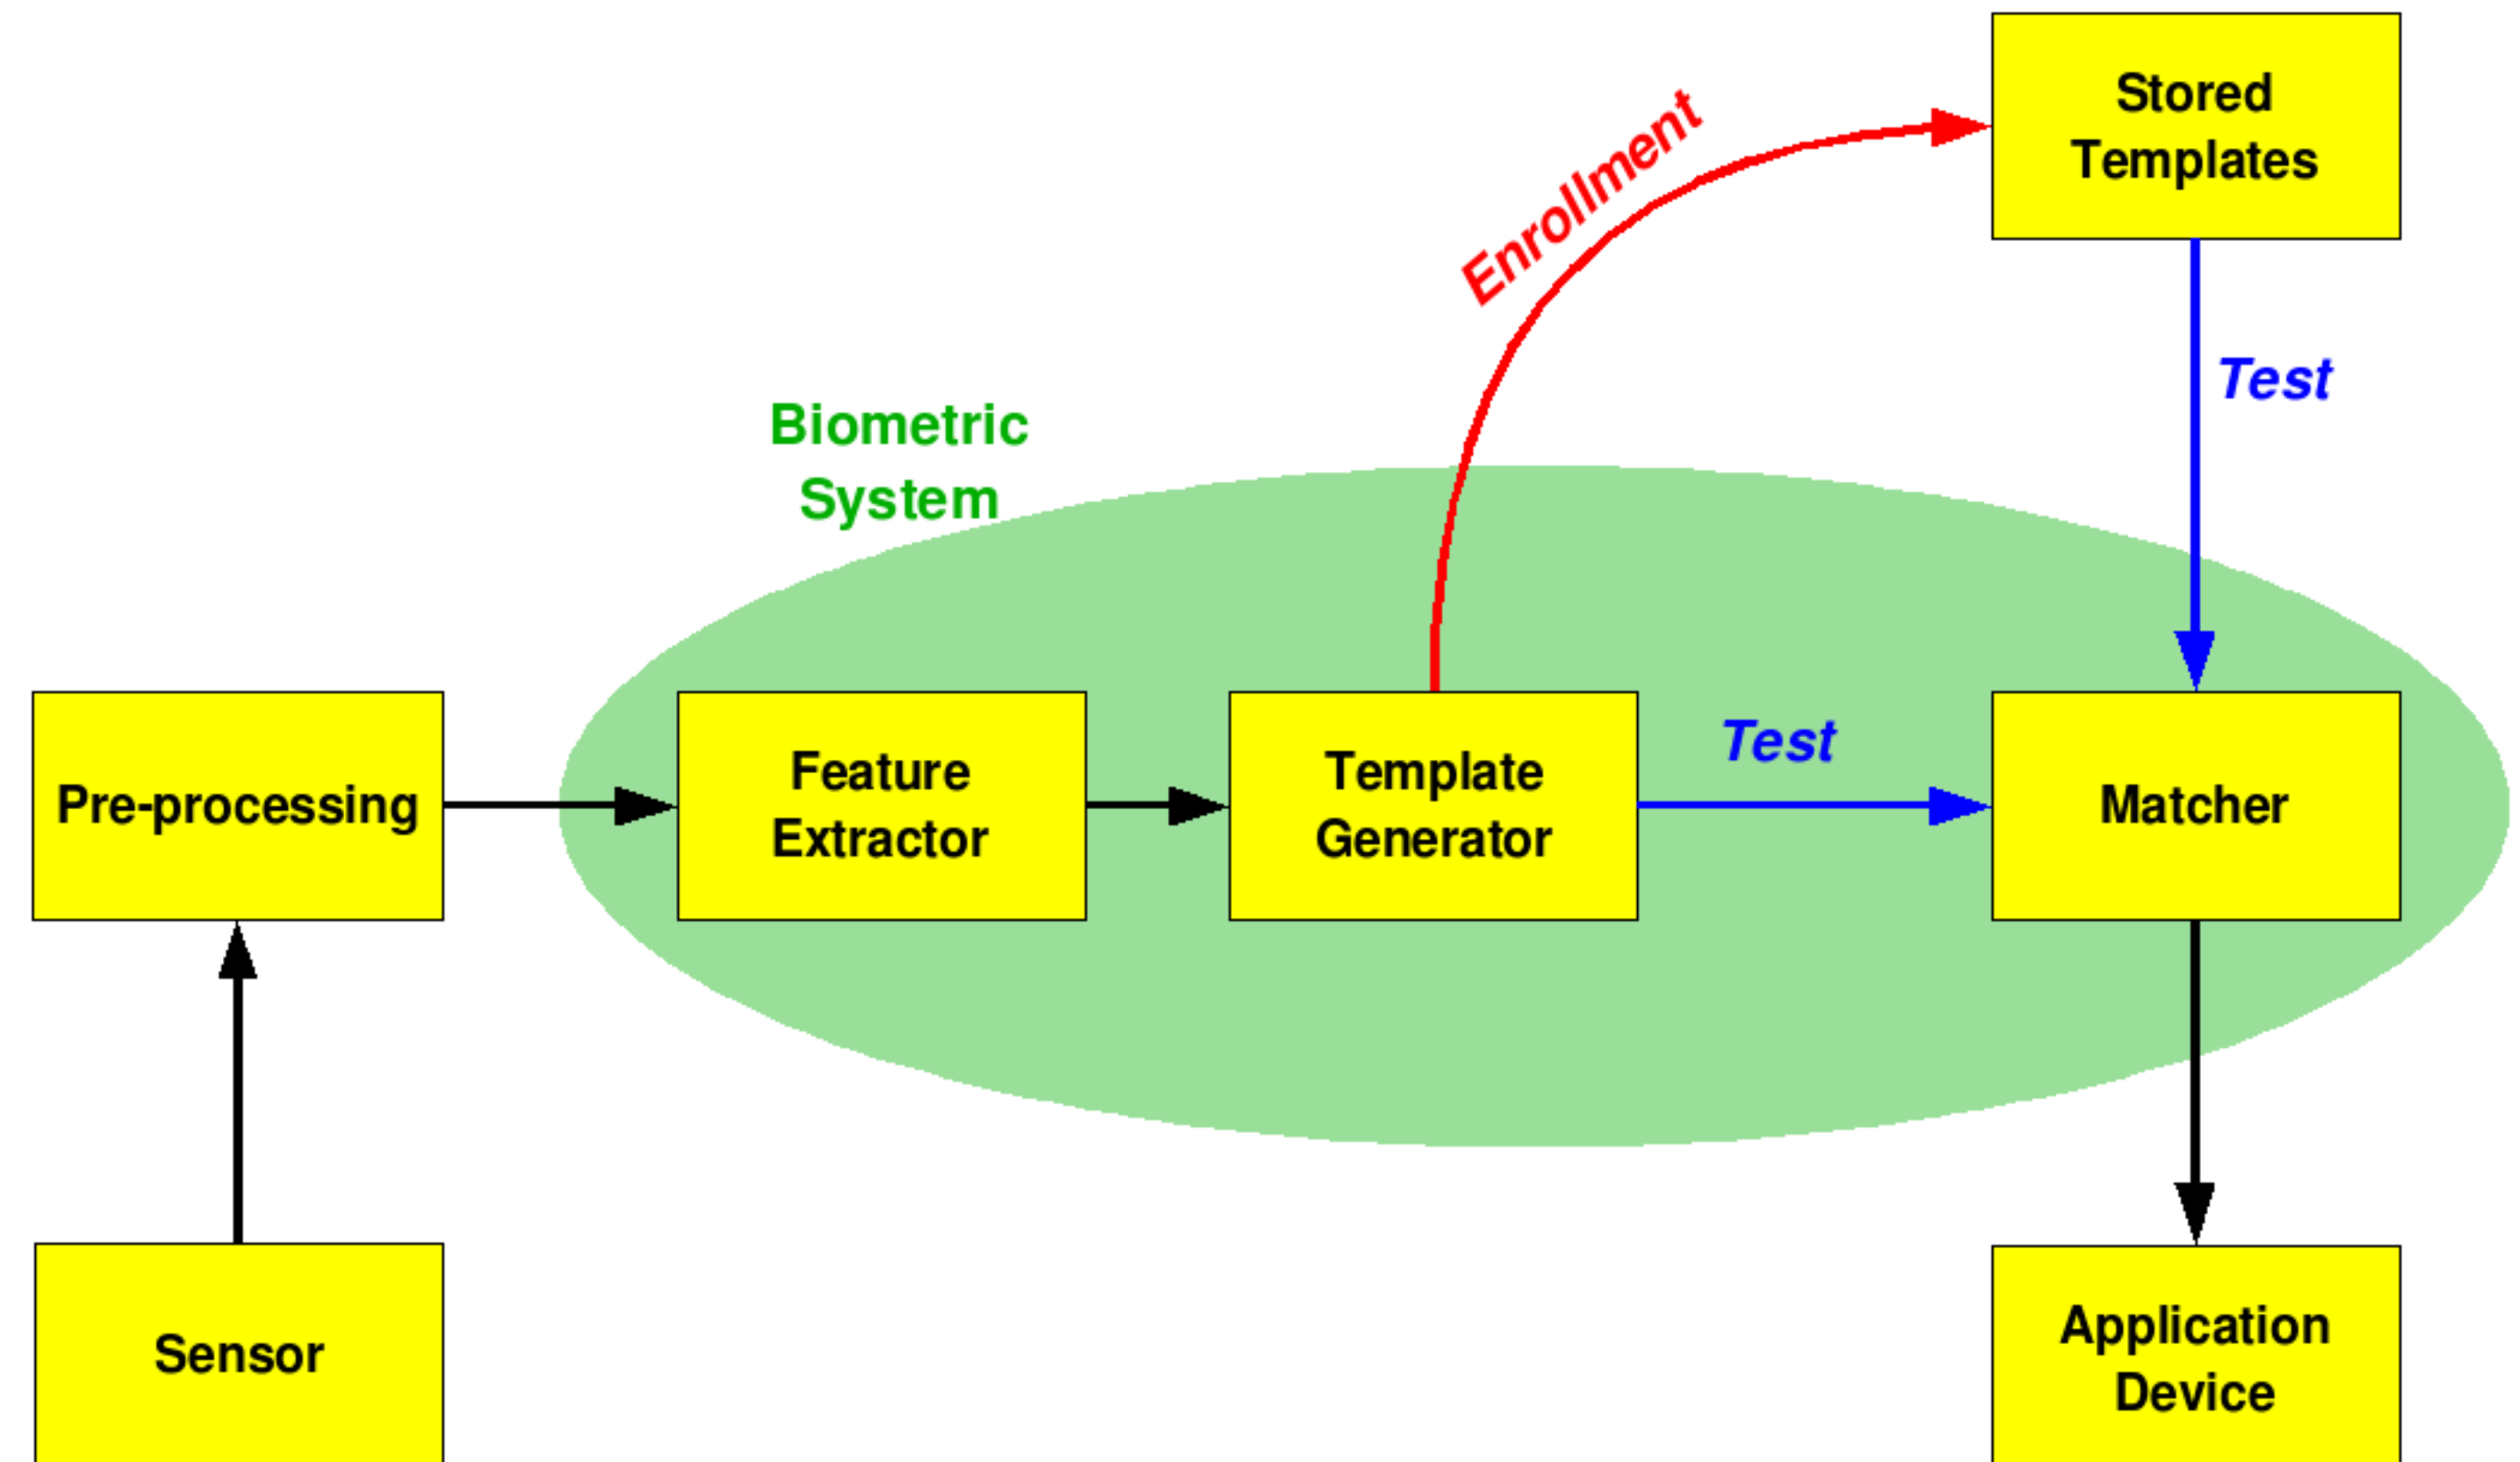 Stored
Templates
Enrollment
Test
Biometric
System
Pre-processing
Feature
Extractor
Template
Generator
Test
Matcher
Sensor
Application
Device